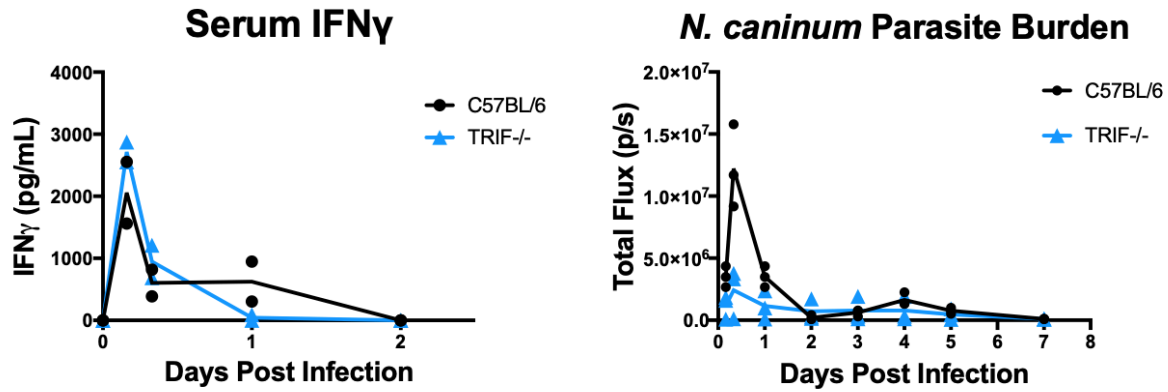 Serum IFNγ
4000
3000
2000
1000
0
IFNγ (pg/mL)
0 1 2
Days Post Infection
C57BL/6
TRIF-/-
N. caninum Parasite Burden
2.0×10⁷
1.5×10⁷
1.0×10⁷
5.0×10⁶
0.0
Total Flux (p/s)
0 1 2 3 4 5 6 7 8
Days Post Infection
C57BL/6
TRIF-/-